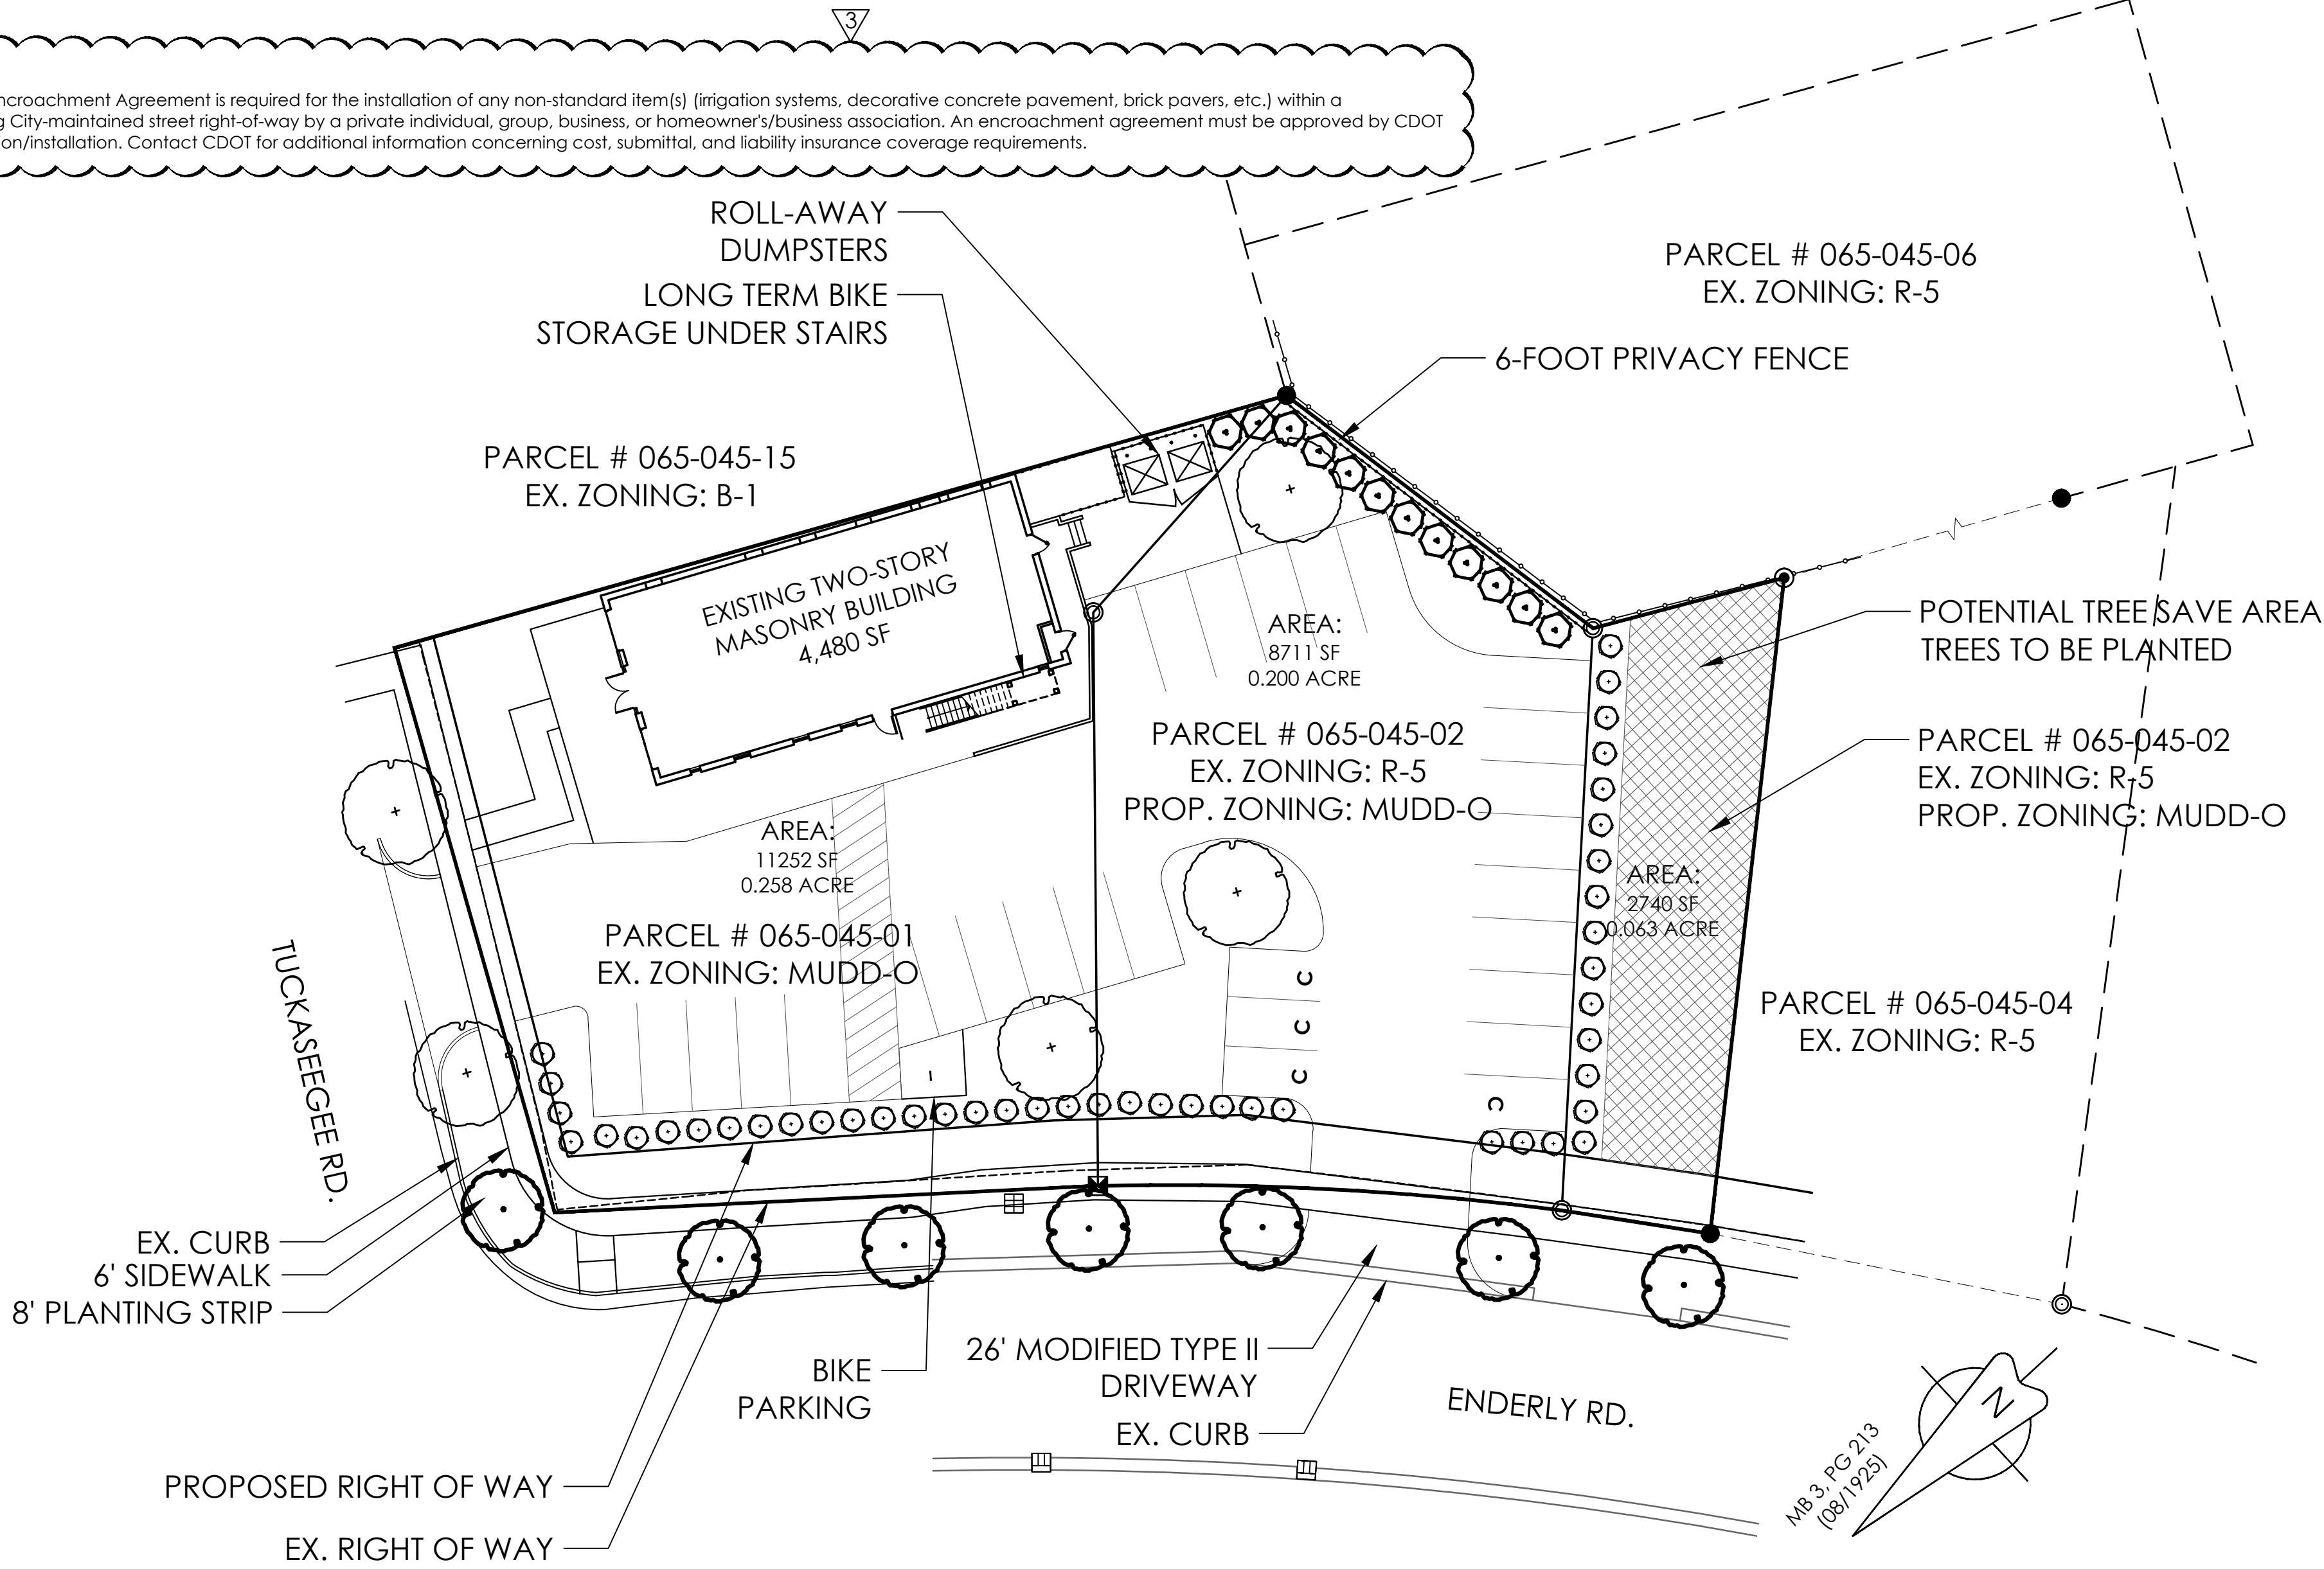 3
ncroachment Agreement is required for the installation of any non-standard item(s) (irrigation systems, decorative concrete pavement, brick pavers, etc.) within a
g City-maintained street right-of-way by a private individual, group, business, or homeowner's/business association. An encroachment agreement must be approved by CDOT
on/installation. Contact CDOT for additional information concerning cost, submittal, and liability insurance coverage requirements.
ROLL-AWAY
DUMPSTERS
LONG TERM BIKE
STORAGE UNDER STAIRS
PARCEL # 065-045-06
EX. ZONING: R-5
6-FOOT PRIVACY FENCE
PARCEL # 065-045-15
EX. ZONING: B-1
EXISTING TWO-STORY
MASONRY BUILDING
4,480 SF
AREA:
8711 SF
0.200 ACRE
PARCEL # 065-045-02
EX. ZONING: R-5
PROP. ZONING: MUDD-O
POTENTIAL TREE SAVE AREA
TREES TO BE PLANTED
PARCEL # 065-045-02
EX. ZONING: R-5
PROP. ZONING: MUDD-O
AREA:
11252 SF
0.258 ACRE
PARCEL # 065-045-01
EX. ZONING: MUDD-O
AREA:
2740 SF
0.063 ACRE
C
C
C
C
PARCEL # 065-045-04
EX. ZONING: R-5
TUCKASEEGEE RD.
EX. CURB
6' SIDEWALK
8' PLANTING STRIP
BIKE
PARKING
26' MODIFIED TYPE II
DRIVEWAY
EX. CURB
ENDERLY RD.
PROPOSED RIGHT OF WAY
EX. RIGHT OF WAY
MB 3, PG 213
(08/1925)
N